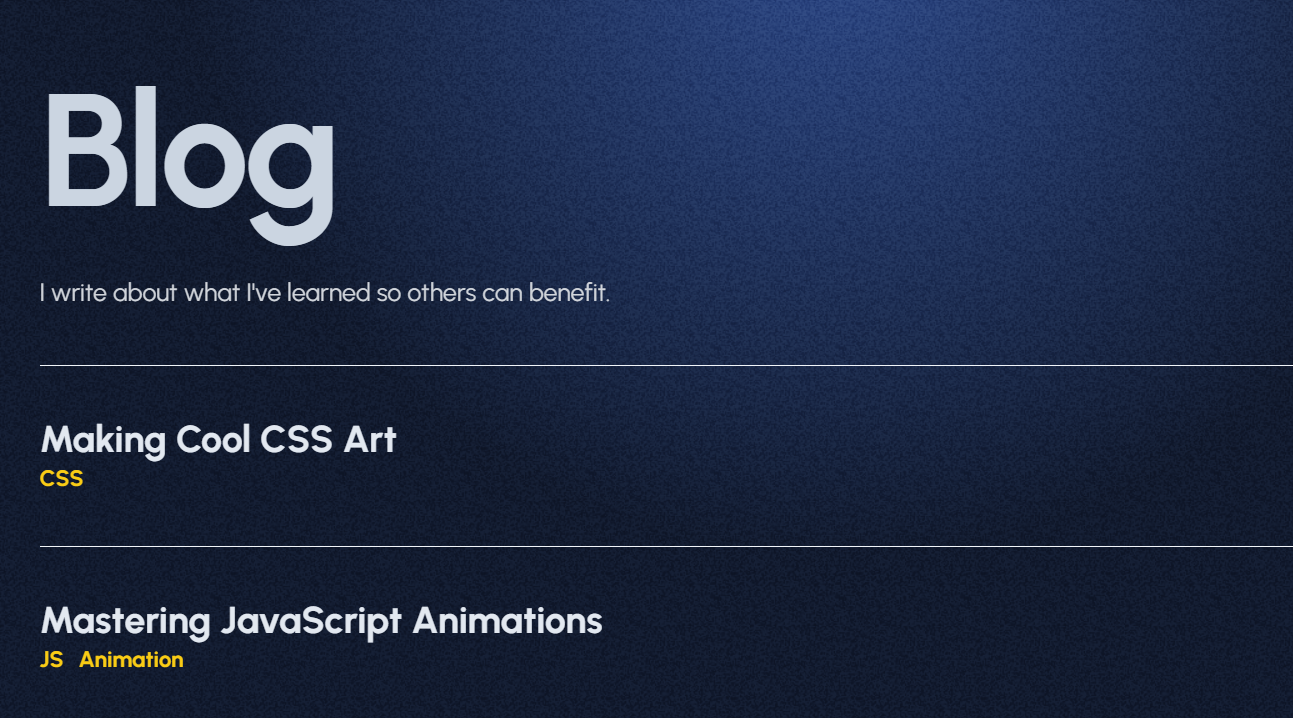 Blog
I write about what I've learned so others can benefit.
Making Cool CSS Art
CSS
Mastering JavaScript Animations
JS Animation